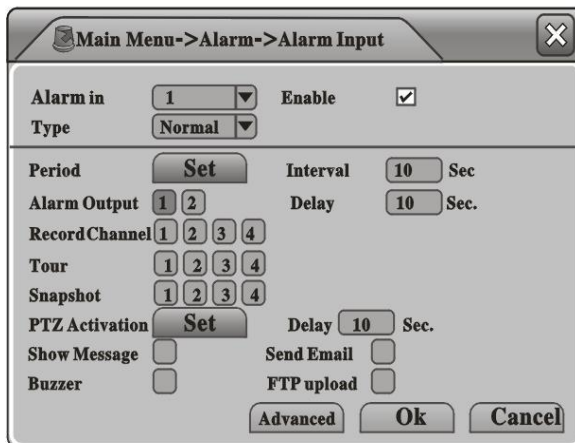 Main Menu->Alarm->Alarm Input
Alarm in 1 Enable
Type Normal
Period Set Interval 10 Sec
Alarm Output 1 2 Delay 10 Sec.
Record Channel 1 2 3 4
Tour 1 2 3 4
Snapshot 1 2 3 4
PTZ Activation Set Delay 10 Sec.
Show Message Send Email
Buzzer FTP upload
Advanced Ok Cancel